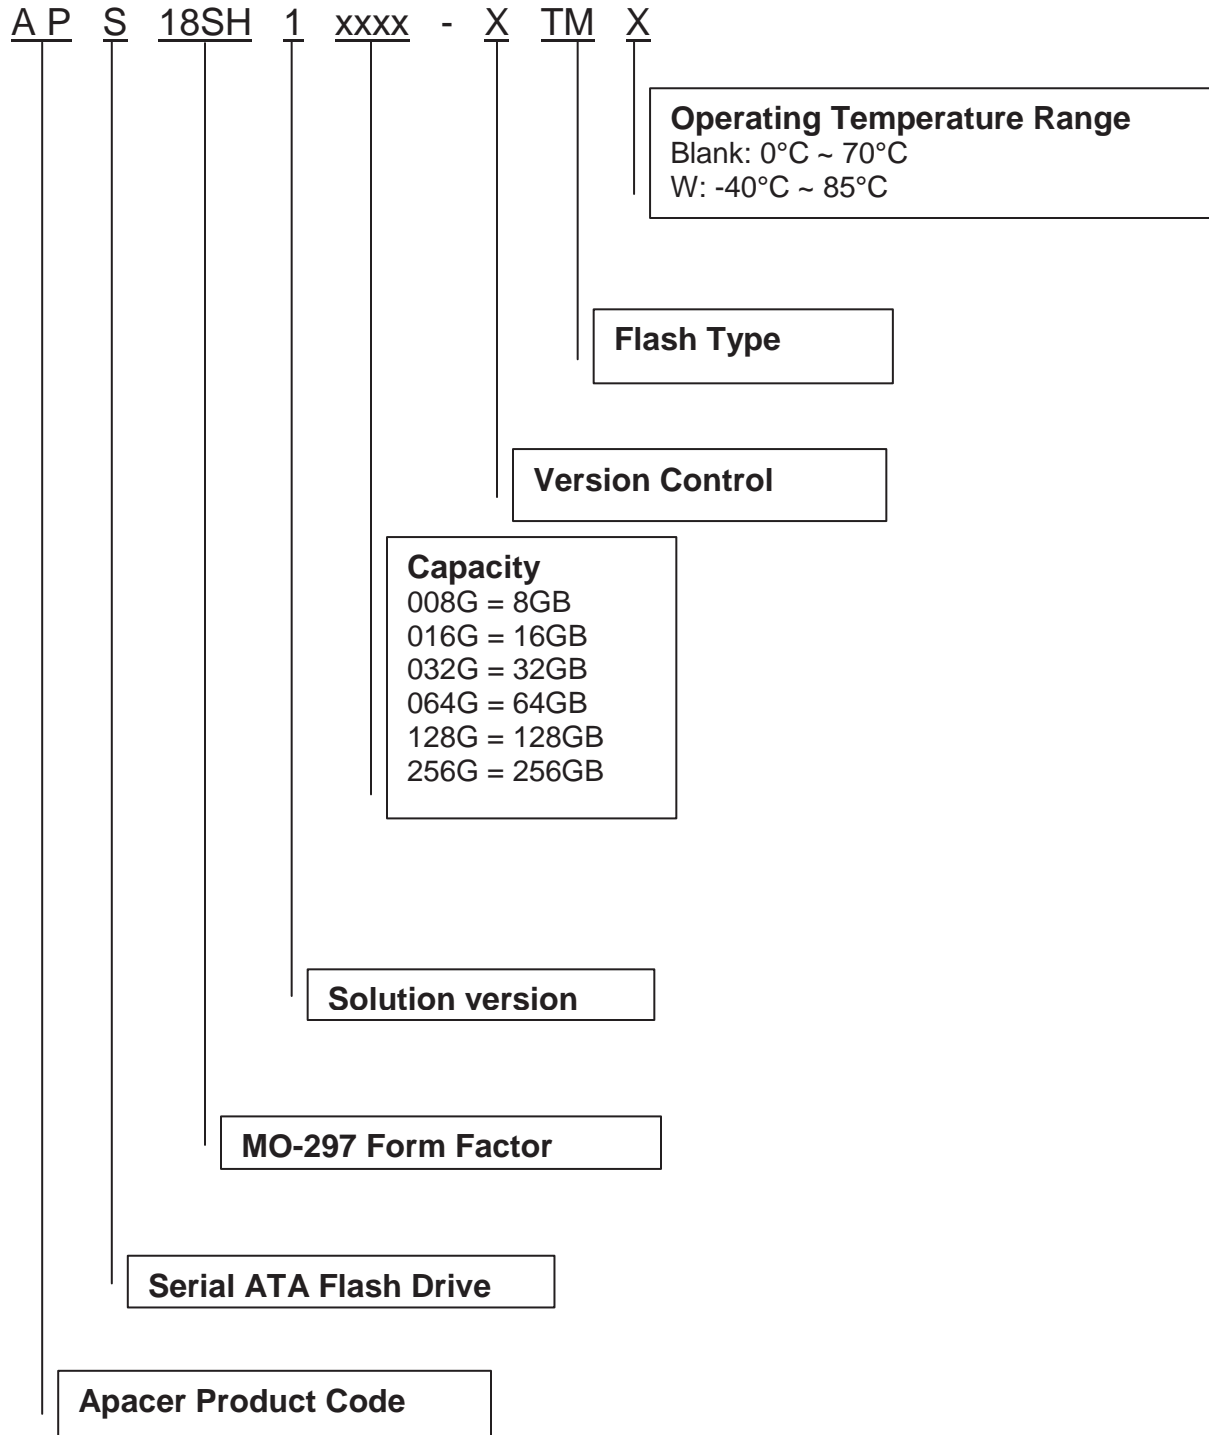 A P S 18SH 1 xxxx - X TM X
Operating Temperature Range
Blank: 0°C ~ 70°C
W: -40°C ~ 85°C
Flash Type
Version Control
Capacity
008G = 8GB
016G = 16GB
032G = 32GB
064G = 64GB
128G = 128GB
256G = 256GB
Solution version
MO-297 Form Factor
Serial ATA Flash Drive
Apacer Product Code